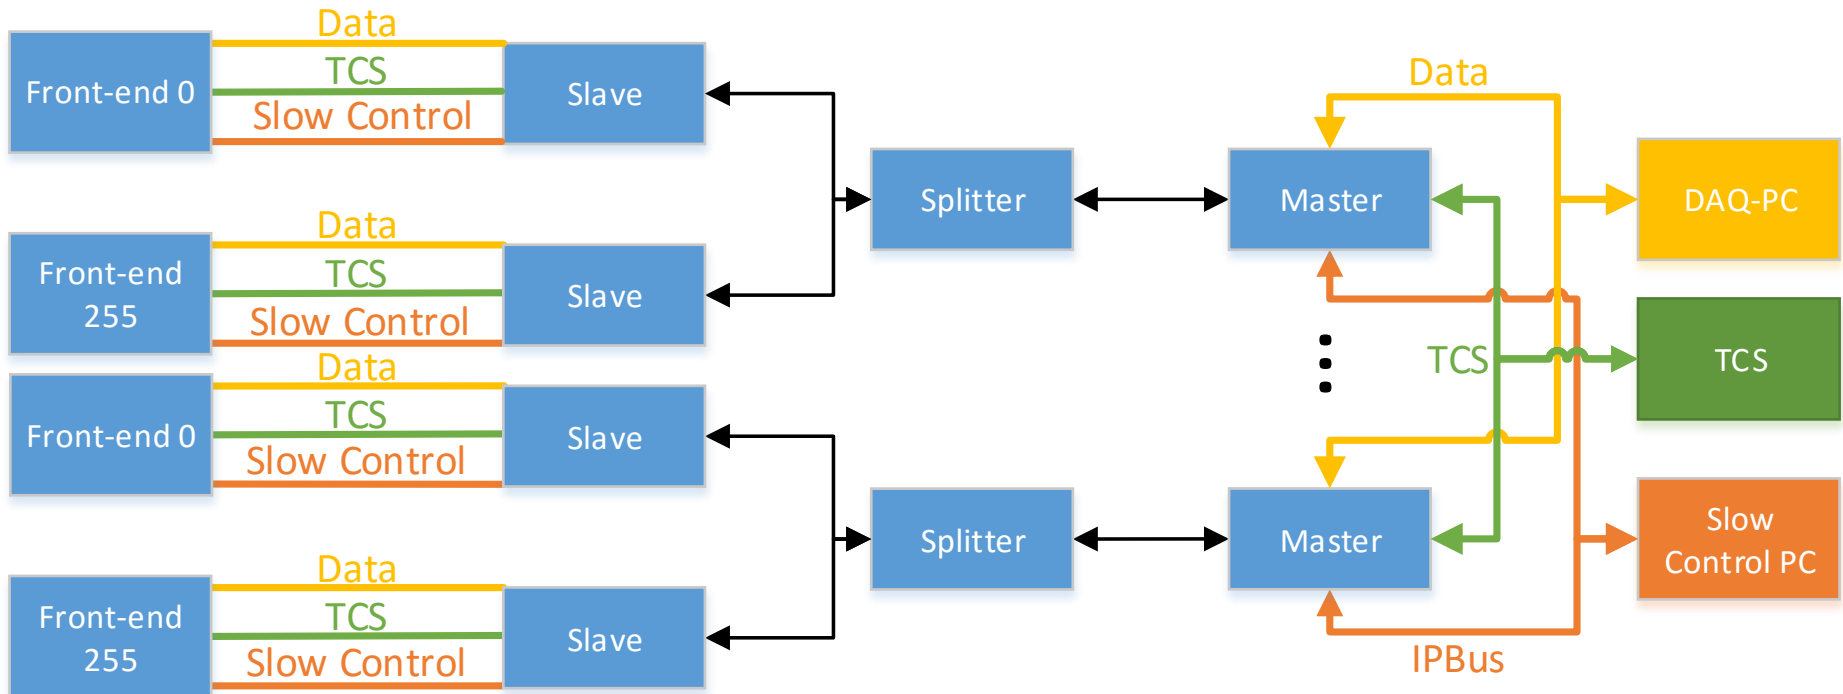 Data
Front-end 0
TCS
Slave
Slow Control
Data
Front-end
255
TCS
Slave
Slow Control
Data
Front-end 0
TCS
Slave
Slow Control
Data
Front-end
255
TCS
Slave
Slow Control
Splitter
Splitter
Data
Master
TCS
Master
IPBus
DAQ-PC
TCS
Slow
Control PC